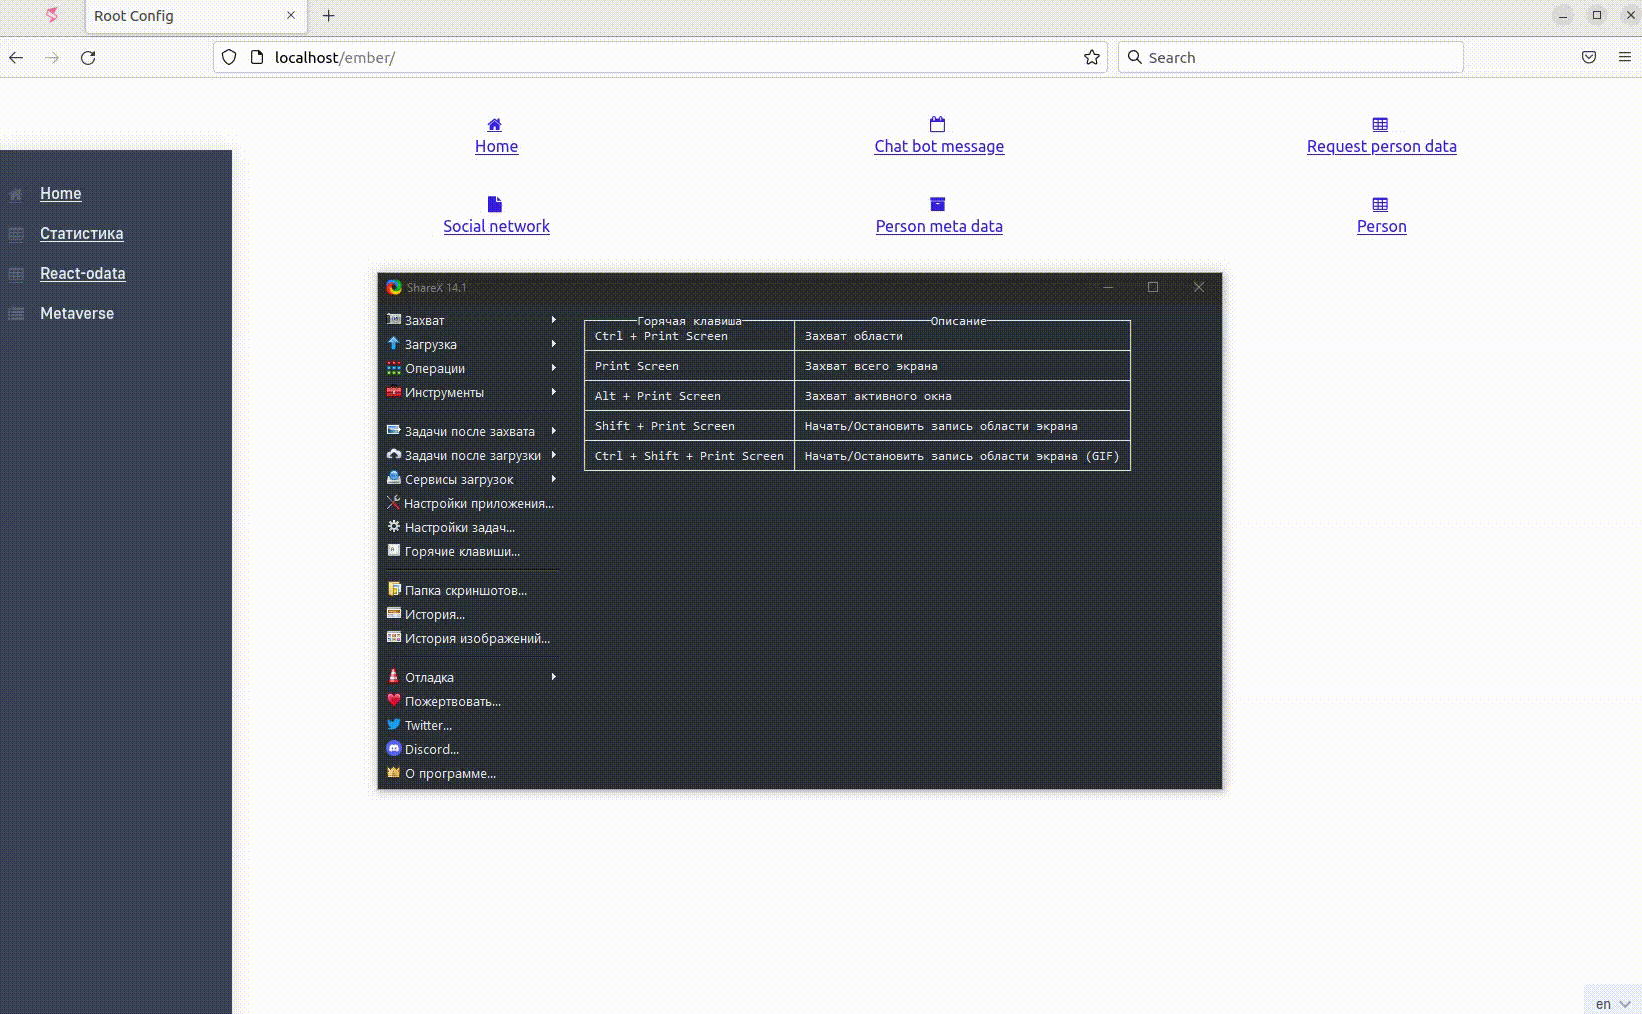 Root Config
localhost/ember/
Search
Home
Chat bot message
Request person data
Social network
Person meta data
Person
Home
Статистика
React-odata
Metaverse
ShareX 14.1
Захват
Загрузка
Операции
Инструменты
Задачи после захвата
Задачи после загрузки
Сервисы загрузок
Настройки приложения...
Настройки задач...
Горячие клавиши...
Папка скриншотов...
История...
История изображений...
Отладка
Пожертвовать...
Twitter...
Discord...
О программе...
Горячая клавиша Описание
Ctrl + Print Screen Захват области
Print Screen Захват всего экрана
Alt + Print Screen Захват активного окна
Shift + Print Screen Начать/Остановить запись области экрана
Ctrl + Shift + Print Screen Начать/Остановить запись области экрана (GIF)
en